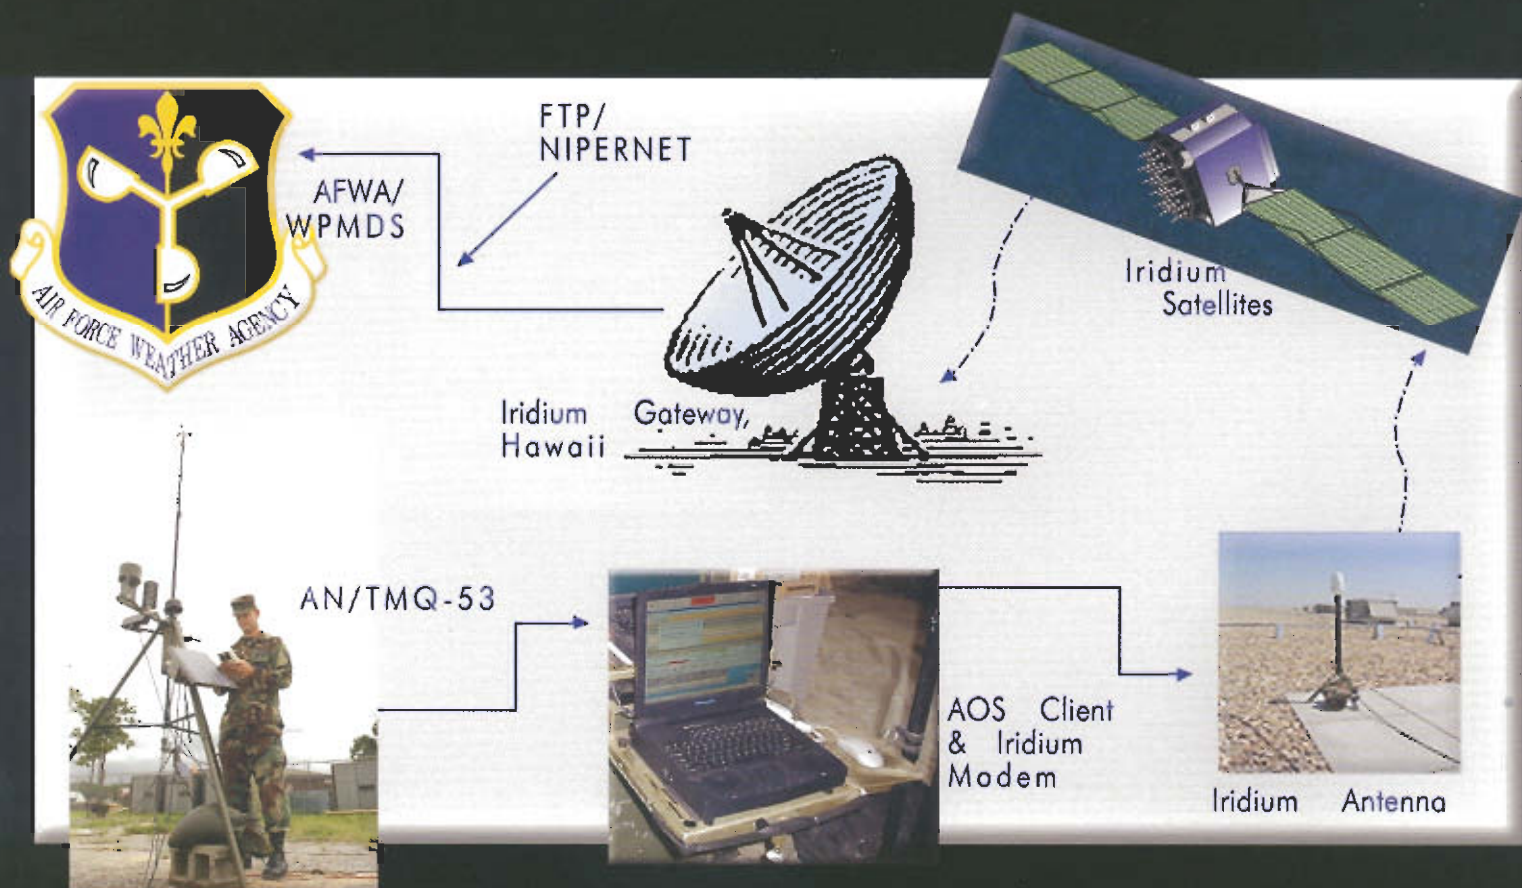 FTP/
NIPERNET
AFWA/
WPMDS
AIR FORCE WEATHER AGENCY
Iridium
Satellites
Iridium Gateway,
Hawaii
AN/TMQ-53
AOS Client
& Iridium
Modem
Iridium Antenna